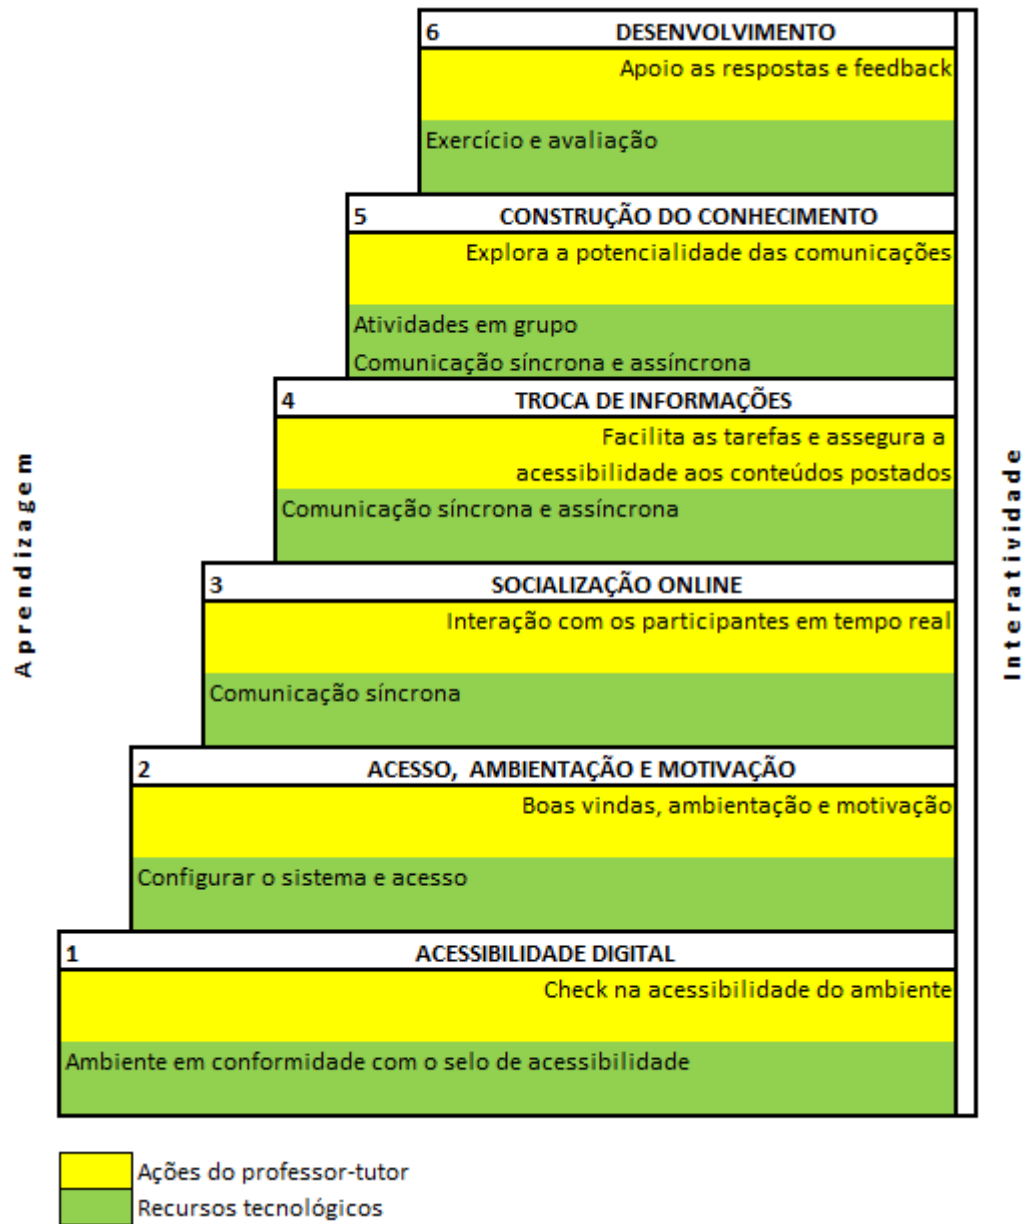 6 DESENVOLVIMENTO
Apoio as respostas e feedback
Exercício e avaliação
5 CONSTRUÇÃO DO CONHECIMENTO
Explora a potencialidade das comunicações
Atividades em grupo
Comunicação síncrona e assíncrona
4 TROCA DE INFORMAÇÕES
Facilita as tarefas e assegura a
acessibilidade aos conteúdos postados
Comunicação síncrona e assíncrona
3 SOCIALIZAÇÃO ONLINE
Interação com os participantes em tempo real
Comunicação síncrona
2 ACESSO, AMBIENTAÇÃO E MOTIVAÇÃO
Boas vindas, ambientação e motivação
Configurar o sistema e acesso
1 ACESSIBILIDADE DIGITAL
Check na acessibilidade do ambiente
Ambiente em conformidade com o selo de acessibilidade
Aprendizagem
Interatividade
Ações do professor-tutor
Recursos tecnológicos